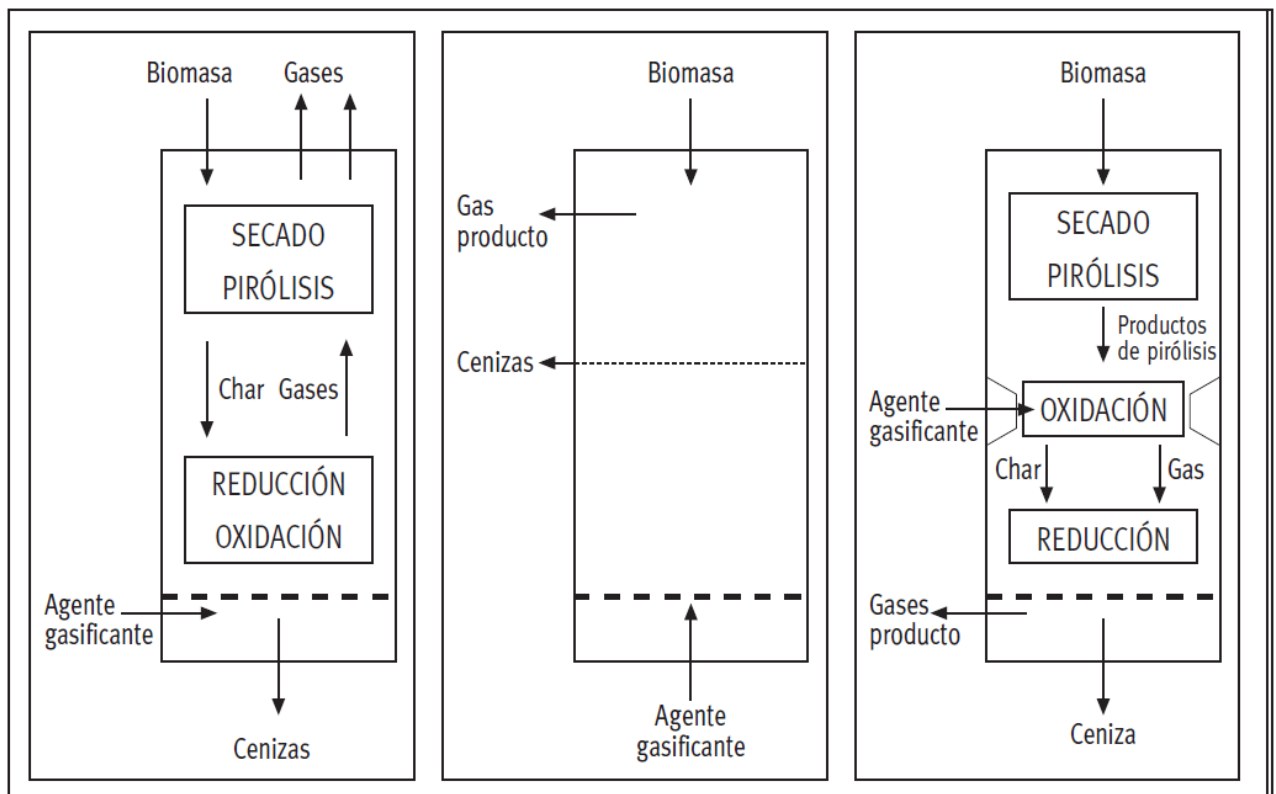 Biomasa Gases
SECADO
PIRÓLISIS
Char Gases
REDUCCIÓN
OXIDACIÓN
Agente
gasificante
Cenizas
Biomasa
Gas
producto
Cenizas
Agente
gasificante
Biomasa
SECADO
PIRÓLISIS
Productos
de pirólisis
Agente
gasificante
OXIDACIÓN
Char Gas
REDUCCIÓN
Gases
producto
Ceniza